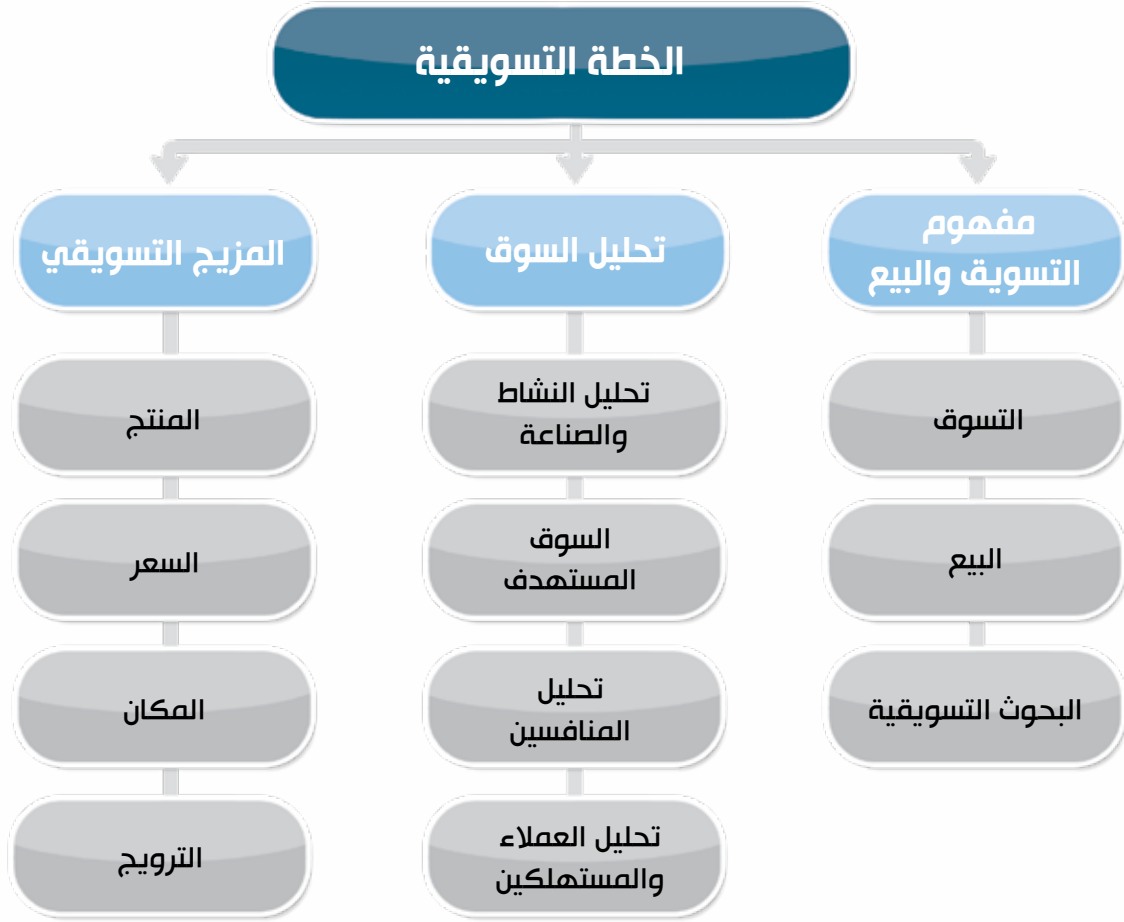 الخطة التسويقية
مفهوم
التسويق والبيع
التسوق
البيع
البحوث التسويقية
تحليل السوق
تحليل النشاط
والصناعة
السوق
المستهدف
تحليل
المنافسين
تحليل العملاء
والمستهلكين
المزيج التسويقي
المنتج
السعر
المكان
الترويج